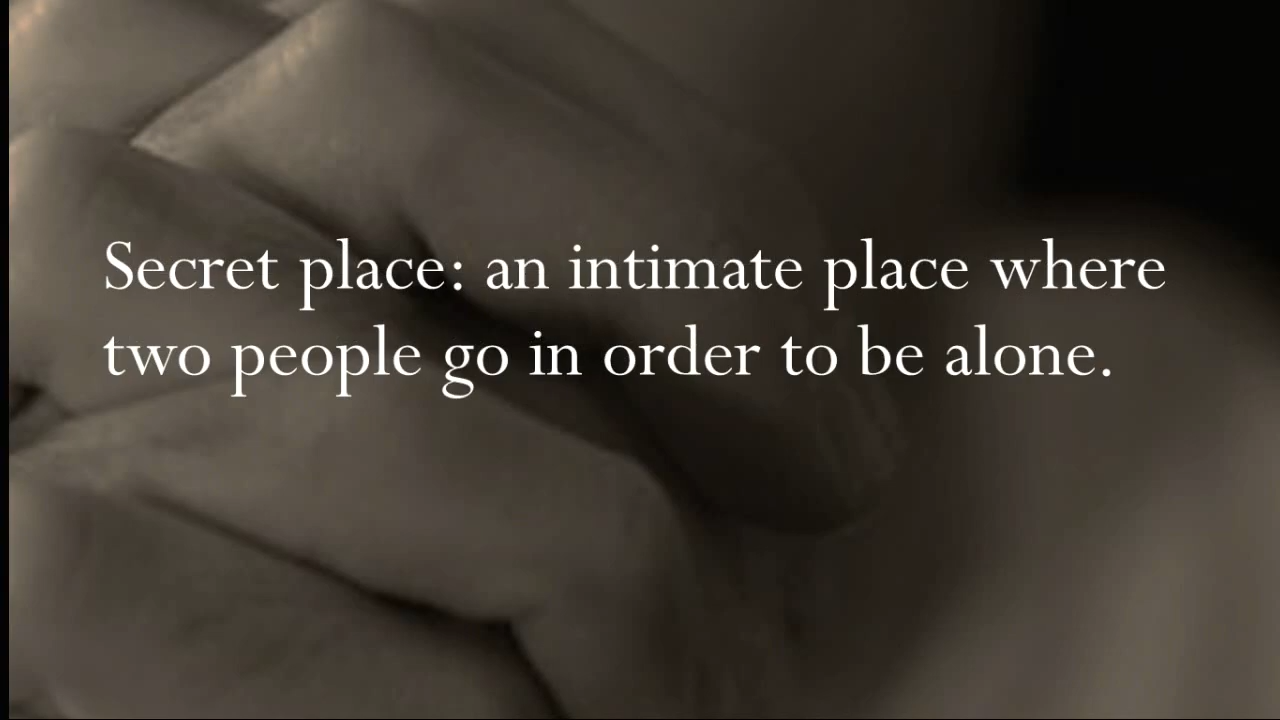 Secret place: an intimate place where
two people go in order to be alone.